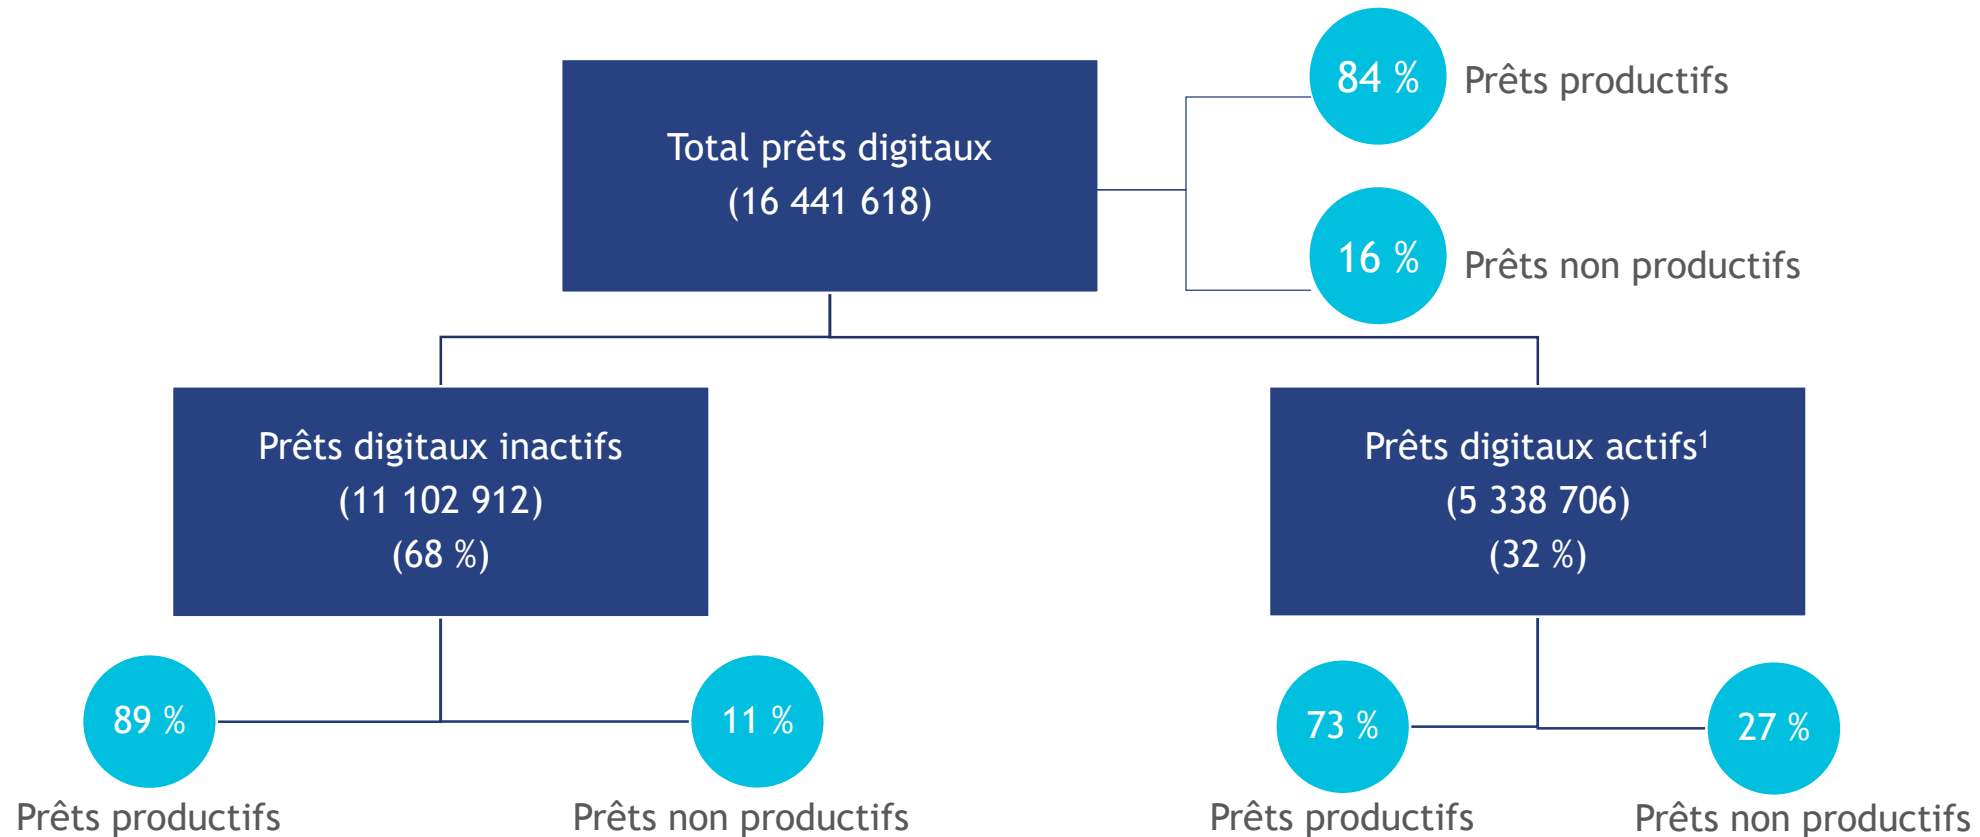 Total prêts digitaux
(16 441 618)
84 %
Prêts productifs
16 %
Prêts non productifs
Prêts digitaux inactifs
(11 102 912)
(68 %)
Prêts digitaux actifs¹
(5 338 706)
(32 %)
89 %
Prêts productifs
11 %
Prêts non productifs
73 %
Prêts productifs
27 %
Prêts non productifs